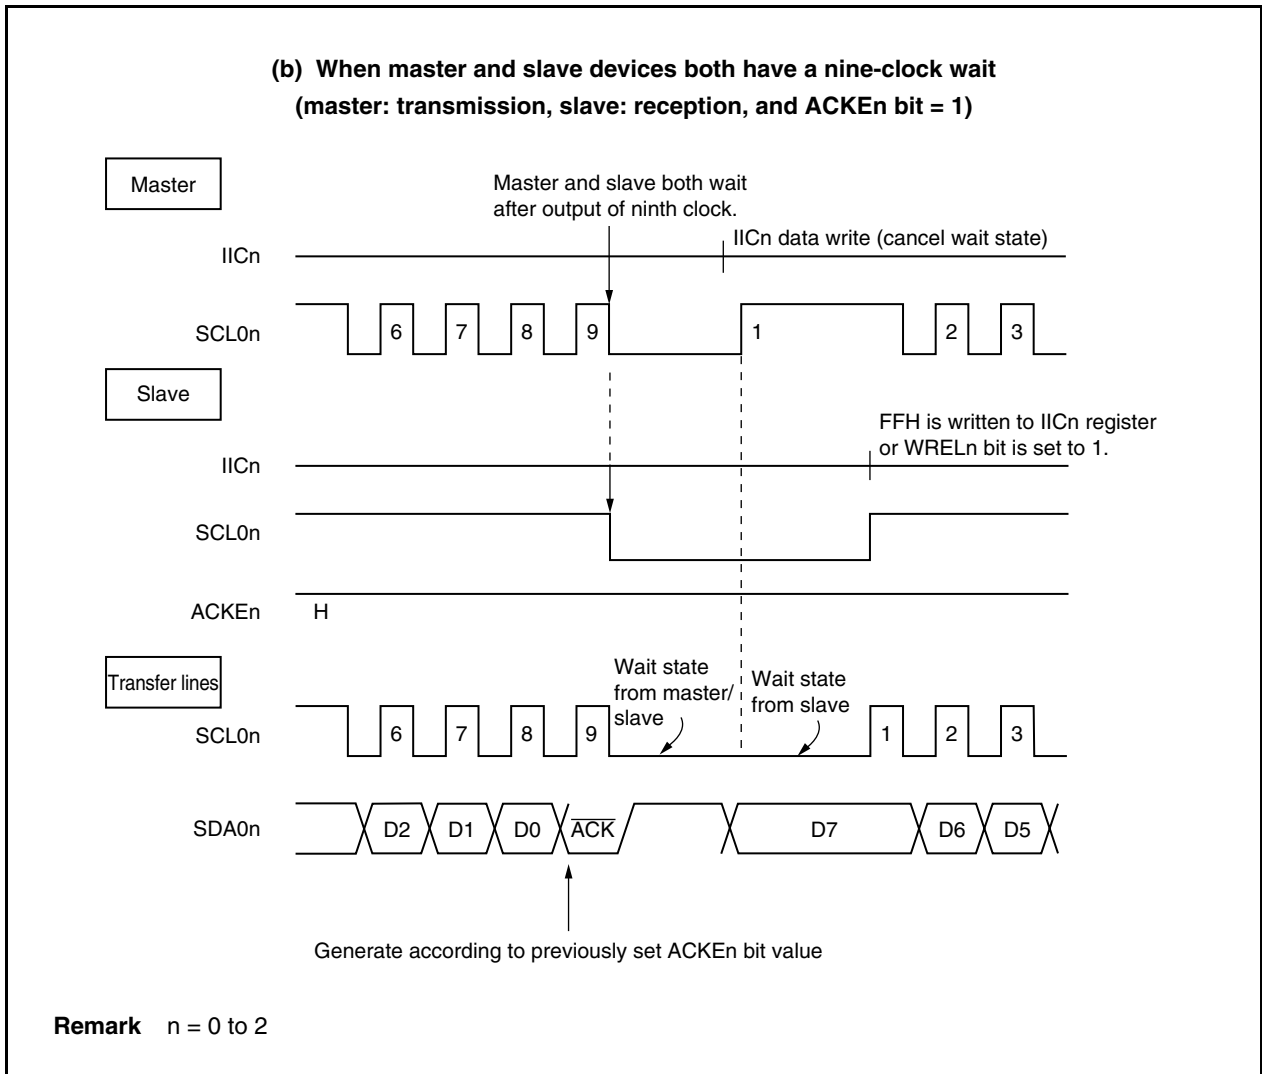 (b) When master and slave devices both have a nine-clock wait
(master: transmission, slave: reception, and ACKEn bit = 1)
Master
Master and slave both wait
after output of ninth clock.
IICn data write (cancel wait state)
IICn
SCL0n
6 7 8 9 1 2 3
Slave
FFH is written to IICn register
or WRELn bit is set to 1.
IICn
SCL0n
ACKEn
H
Transfer lines
Wait state
from master/
slave
Wait state
from slave
SCL0n
6 7 8 9 1 2 3
SDA0n
D2 D1 D0 ACK D7 D6 D5
Generate according to previously set ACKEn bit value
Remark n = 0 to 2